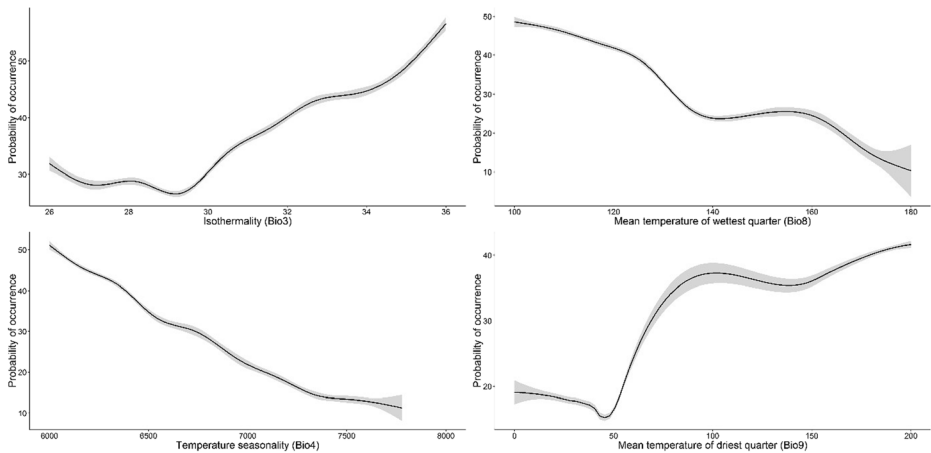 Probability of occurrence
50
40
30
26 28 30 32 34 36
Isothermality (Bio3)
Probability of occurrence
50
40
30
20
10
100 120 140 160 180
Mean temperature of wettest quarter (Bio8)
Probability of occurrence
50
40
30
20
10
6000 6500 7000 7500 8000
Temperature seasonality (Bio4)
Probability of occurrence
40
30
20
0 50 100 150 200
Mean temperature of driest quarter (Bio9)